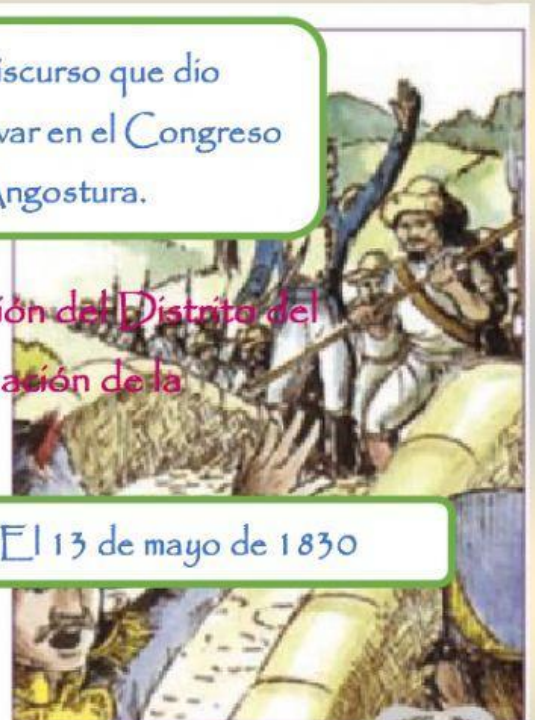 iscurso que dio
var en el Congreso
Angostura.
ión del Distrito del
ación de la
El 13 de mayo de 1830